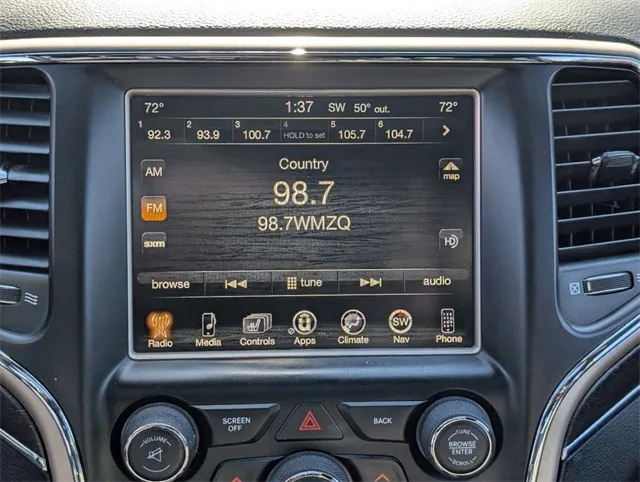 72° 1:37 SW 50° out. 72°
1 92.3 2 93.9 3 100.7 4 HOLD to set 5 105.7 6 104.7
AM
Country
map
98.7
FM
98.7WMZQ
sxm
HD
browse tune audio
SW
Radio Media Controls Apps Climate Nav Phone
SCREEN OFF
BACK
VOLUME
TUNE
BROWSE
ENTER
SCROLL